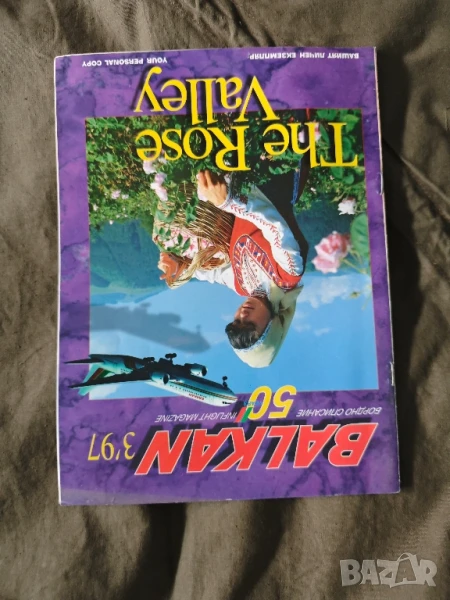 BALKAN 3'97
БОРДНО СПИСАНИЕ 50 INFLIGHT MAGAZINE
The Rose
Valley
ВАШИЯТ ЛИЧЕН ЕКЗЕМПЛЯР YOUR PERSONAL COPY
BAZAR